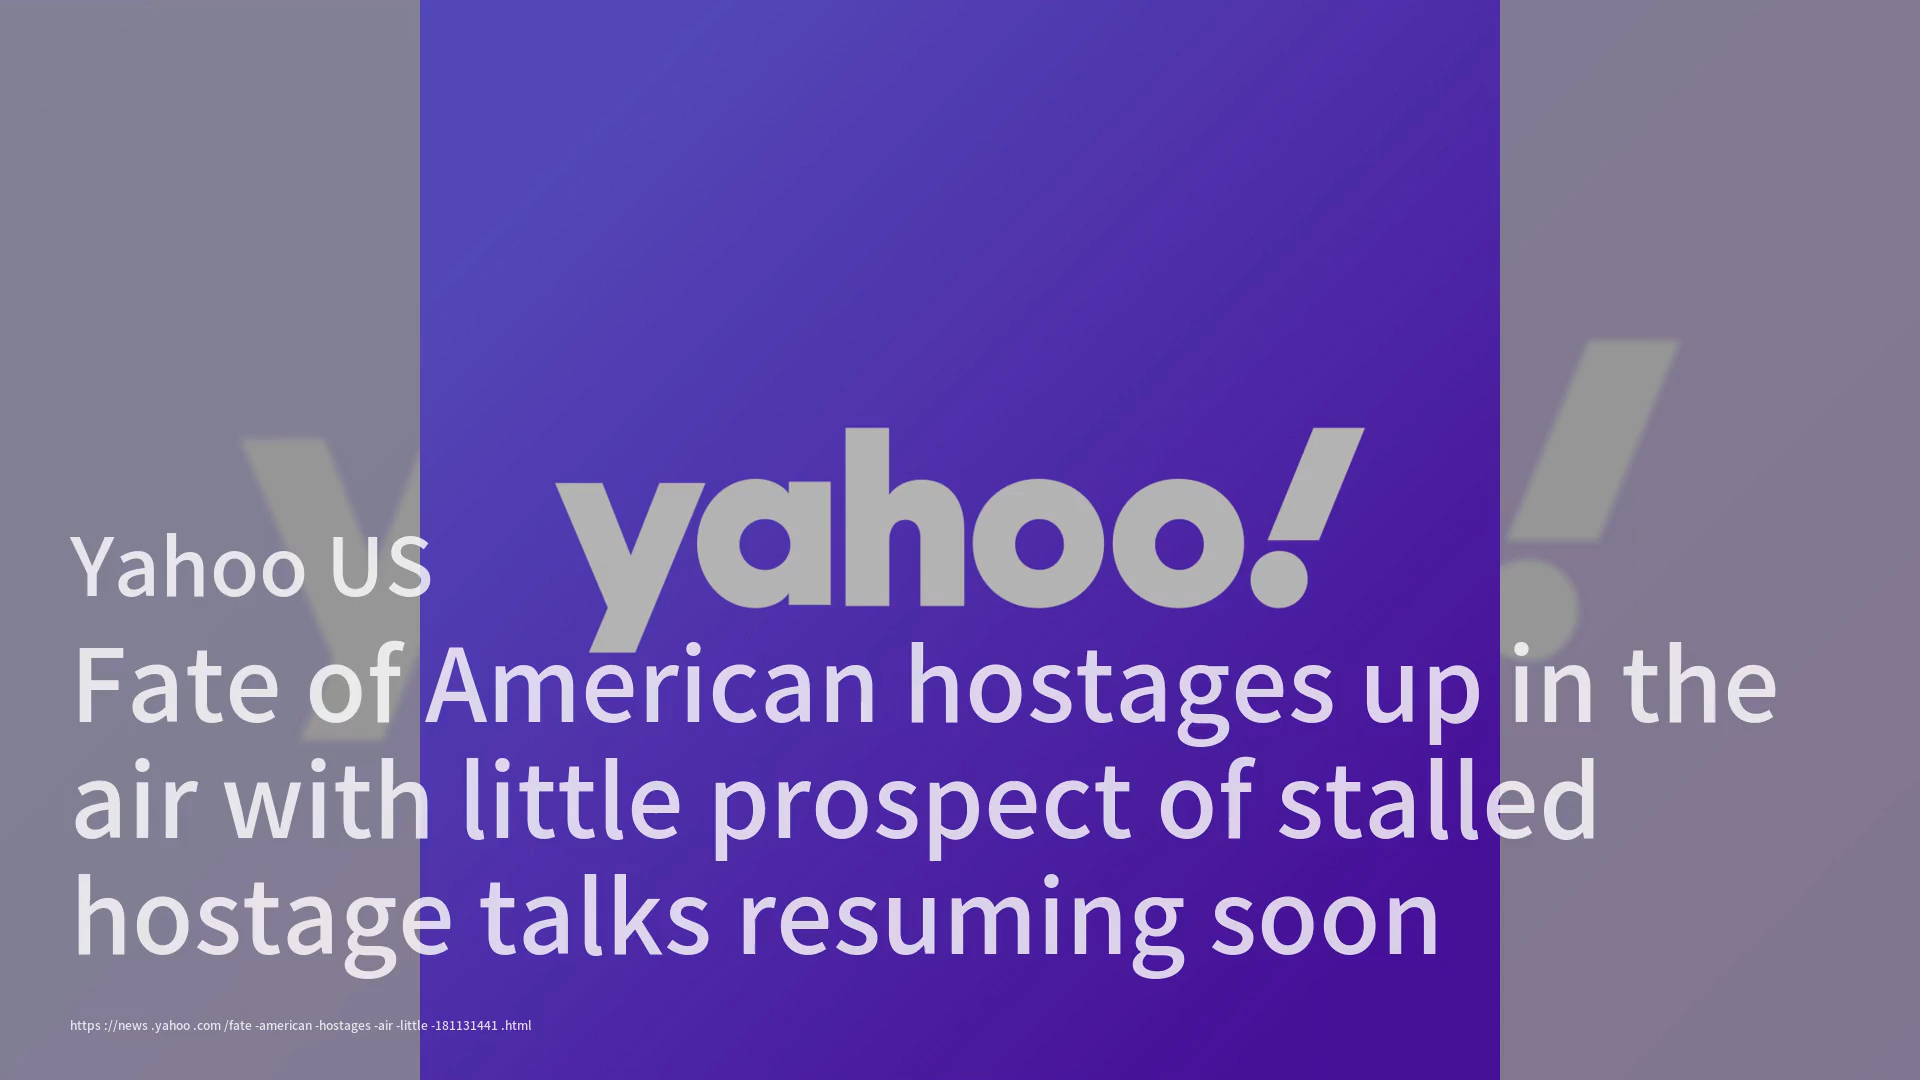 yahoo!
Yahoo US
Fate of American hostages up in the
air with little prospect of stalled
hostage talks resuming soon
https ://news .yahoo .com /fate -american -hostages -air -little -181131441 .html